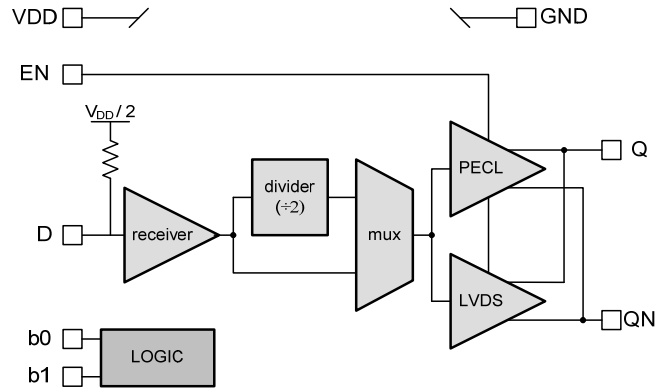 VDD
GND
EN
VDD / 2
PECL
Q
divider
(÷2)
D
receiver
mux
LVDS
QN
b0
LOGIC
b1